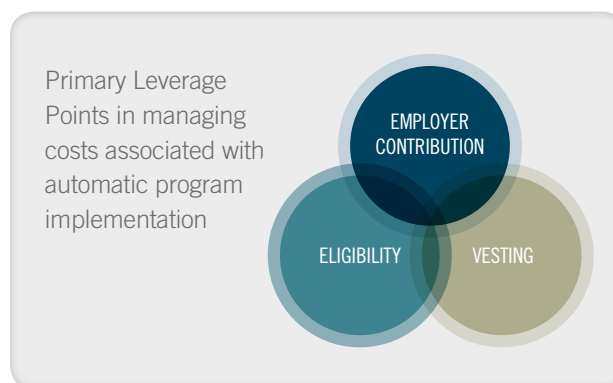 Primary Leverage
Points in managing
costs associated with
automatic program
implementation
EMPLOYER
CONTRIBUTION
ELIGIBILITY
VESTING